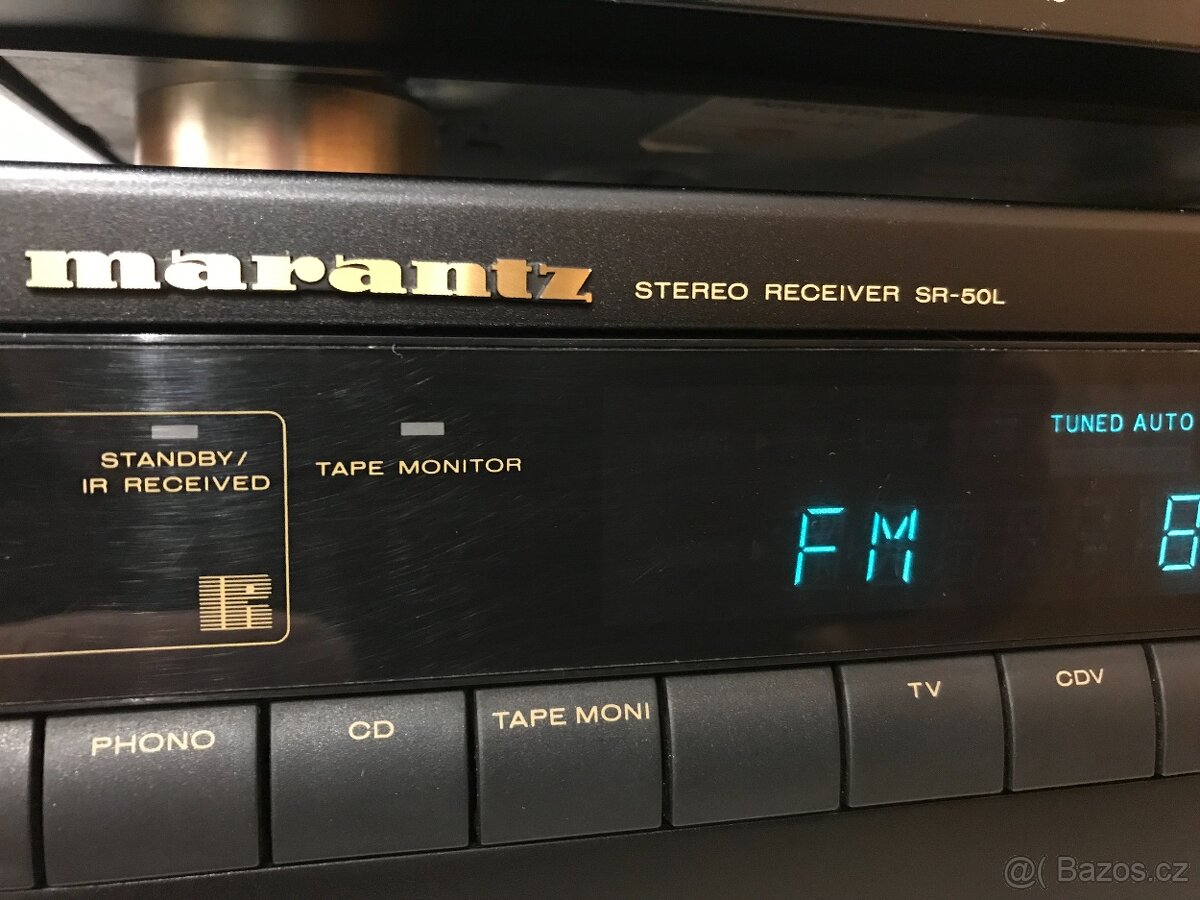 marantz STEREO RECEIVER SR-50L
STANDBY/
IR RECEIVED
TAPE MONITOR
TUNED AUTO
FM 8
PHONO CD TAPE MONI TV CDV
@( Bazos.cz